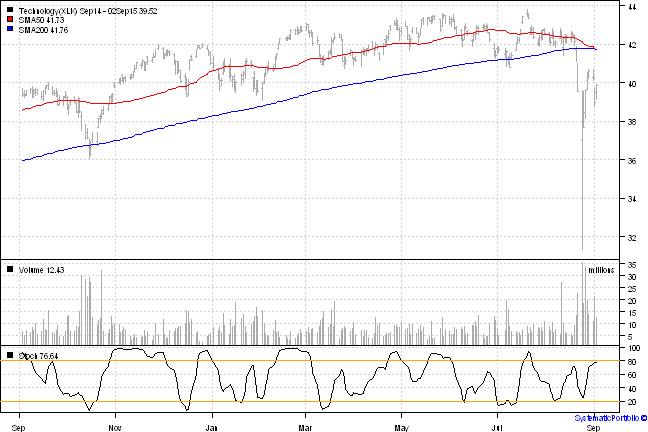 Technology(XLK) Sep14 - 02Sep15 39.52
SMA50 41.73
SMA200 41.76
44
42
40
38
36
34
32
Volume 12.43
millions
35
30
25
20
15
10
5
Stoch 76.64
100
80
60
40
20
Sep
Nov
Jan
Mar
May
Jul
Sep
SystematicPortfolio ©